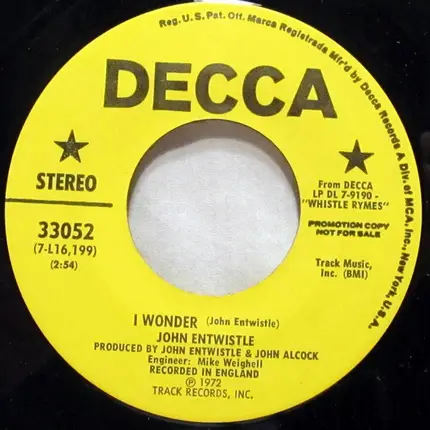 Reg. U.S. Pat. Off. Marca Registrada Mfr'd by Decca Records A Div. of MCA, Inc., New York, U.S.A.
DECCA
STEREO
33052
(7-L16,199)
(2:54)
From DECCA
LP DL 7-9190 -
"WHISTLE RYMES"
PROMOTION COPY
NOT FOR SALE
Track Music,
Inc. (BMI)
I WONDER (John Entwistle)
JOHN ENTWISTLE
PRODUCED BY JOHN ENTWISTLE & JOHN ALCOCK
Engineer: Mike Weighell
RECORDED IN ENGLAND
Ⓟ 1972
TRACK RECORDS, INC.